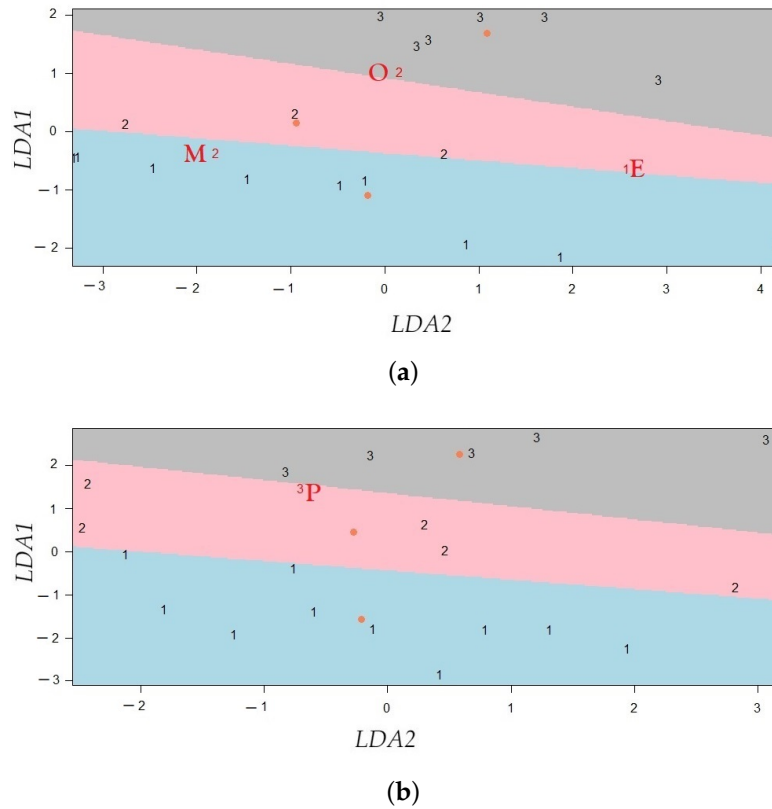 2 3 3 3
3 3
1 O 2 3
0 2 2
M 2 2
11 1 1 1 1 1E
−1
−2 1 1
−3 −2 −1 0 1 2 3 4
LDA1
LDA2
(a)
3 3
2 3 3 3
2 3P
1
2 3 2
0 1 2
−1 1 2
1 1 1 1 1
−2 1 1
−3 1
−2 −1 0 1 2 3
LDA1
LDA2
(b)